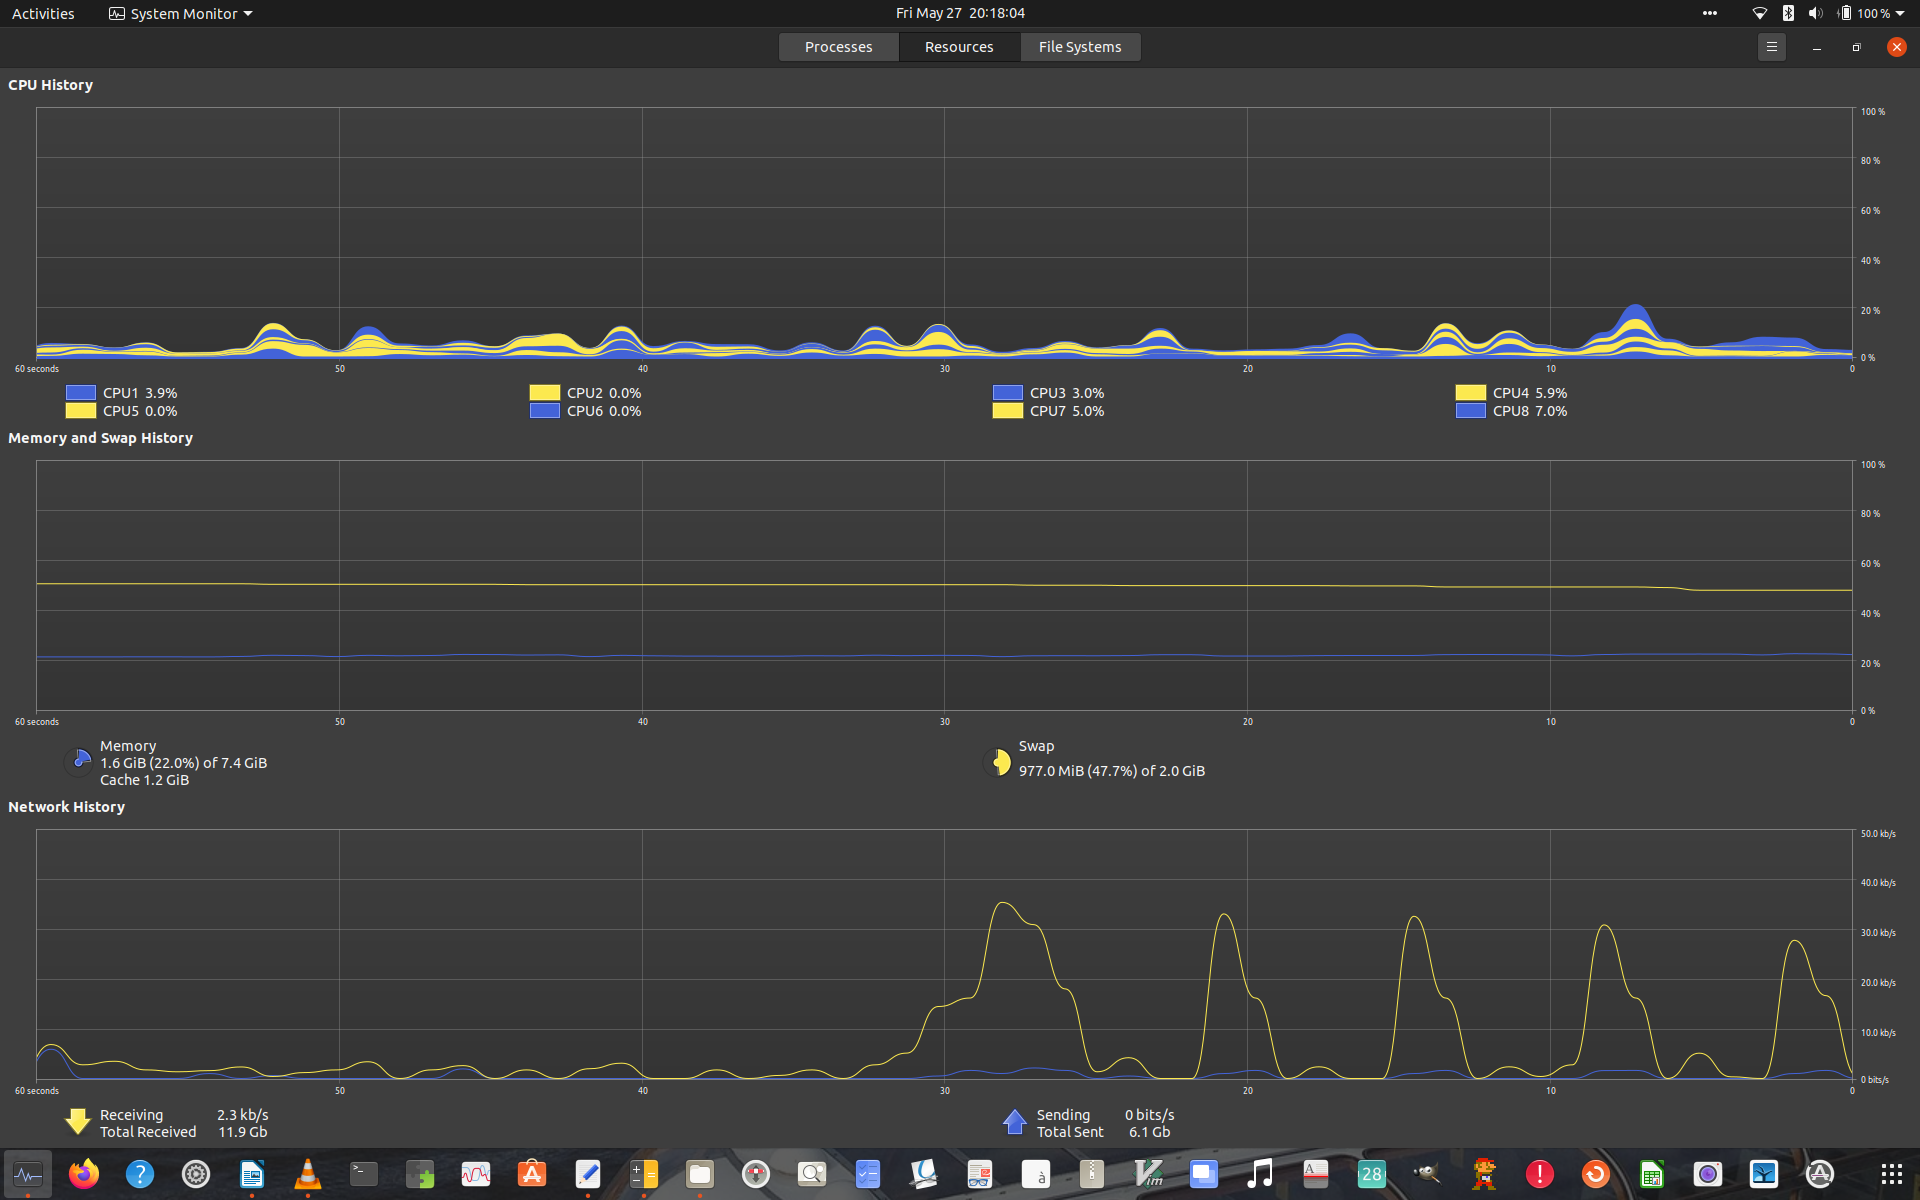 Activities System Monitor Fri May 27 20:18:04 100 %
Processes Resources File Systems
CPU History
100 %
80 %
60 %
40 %
20 %
0 %
60 seconds 50 40 30 20 10 0
CPU1 3.9% CPU2 0.0% CPU3 3.0% CPU4 5.9%
CPU5 0.0% CPU6 0.0% CPU7 5.0% CPU8 7.0%
Memory and Swap History
100 %
80 %
60 %
40 %
20 %
0 %
60 seconds 50 40 30 20 10 0
Memory
1.6 GiB (22.0%) of 7.4 GiB
Cache 1.2 GiB
Swap
977.0 MiB (47.7%) of 2.0 GiB
Network History
50.0 kb/s
40.0 kb/s
30.0 kb/s
20.0 kb/s
10.0 kb/s
0 bits/s
60 seconds 50 40 30 20 10 0
Receiving 2.3 kb/s Sending 0 bits/s
Total Received 11.9 Gb Total Sent 6.1 Gb
? >_ A à Vim A 28 ! A